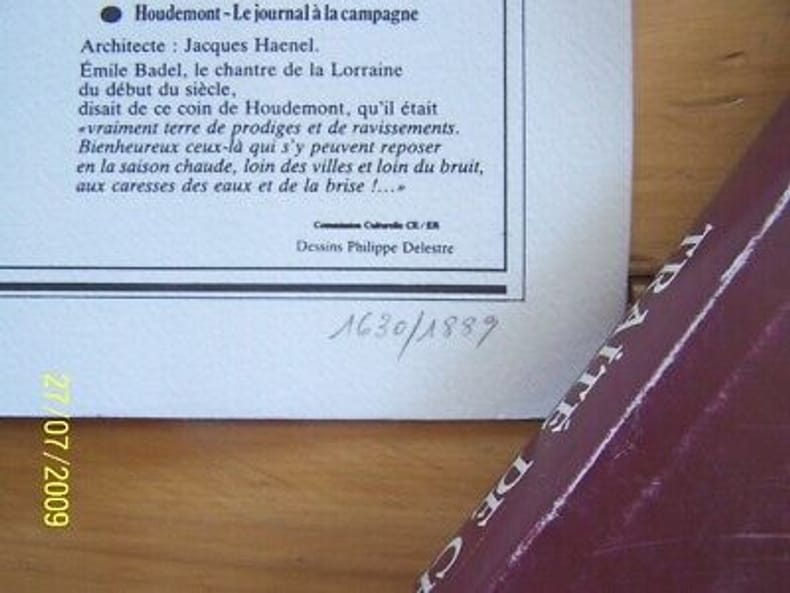 Houdemont - Le journal à la campagne
Architecte : Jacques Haenel.
Émile Badel, le chantre de la Lorraine
du début du siècle,
disait de ce coin de Houdemont, qu'il était
«vraiment terre de prodiges et de ravissements.
Bienheureux ceux-là qui s'y peuvent reposer
en la saison chaude, loin des villes et loin du bruit,
aux caresses des eaux et de la brise !...»
Commission Culturelle CE / ER
Dessins Philippe Delestre
1630/1889
27/07/2009
TRAITÉ DE